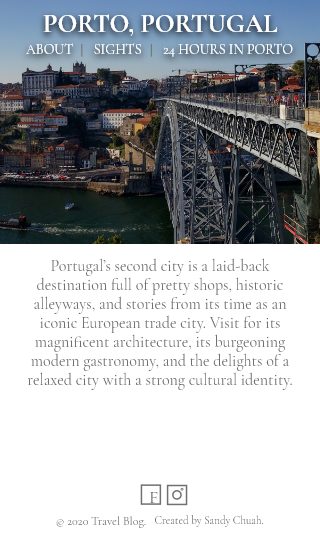 PORTO, PORTUGAL
ABOUT | SIGHTS | 24 HOURS IN PORTO
Portugal's second city is a laid-back
destination full of pretty shops, historic
alleyways, and stories from its time as an
iconic European trade city. Visit for its
magnificent architecture, its burgeoning
modern gastronomy, and the delights of a
relaxed city with a strong cultural identity.
F
© 2020 Travel Blog. Created by Sandy Chuah.